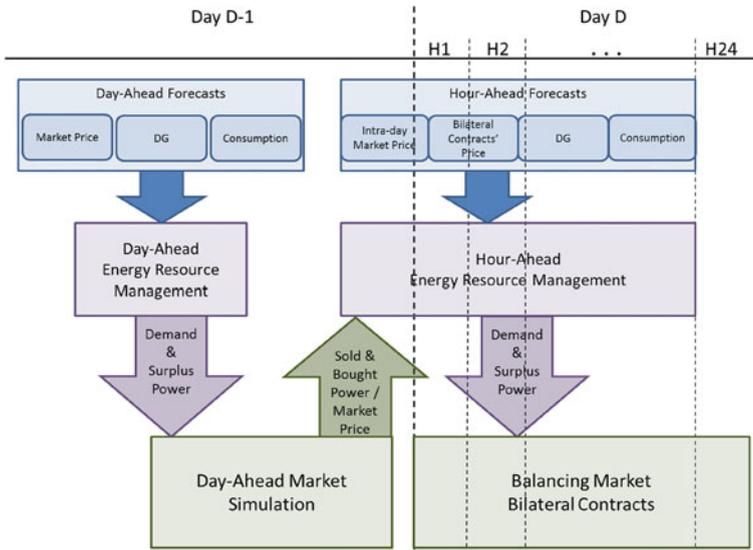 Day D-1
Day D
H1
H2
...
H24
Day-Ahead Forecasts
Market Price
DG
Consumption
Hour-Ahead Forecasts
Intra-day
Market Price
Bilateral
Contracts'
Price
DG
Consumption
Day-Ahead
Energy Resource
Management
Hour-Ahead
Energy Resource Management
Demand
&
Surplus
Power
Sold &
Bought
Power /
Market
Price
Demand
&
Surplus
Power
Day-Ahead Market
Simulation
Balancing Market
Bilateral Contracts